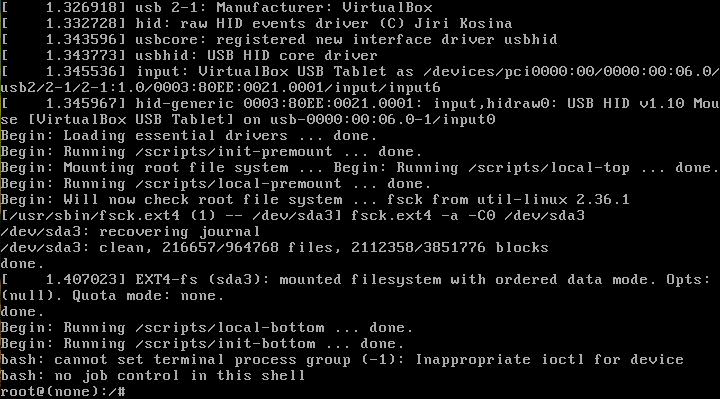 [    1.326918] usb 2-1: Manufacturer: VirtualBox
[    1.332728] hid: raw HID events driver (C) Jiri Kosina
[    1.343596] usbcore: registered new interface driver usbhid
[    1.343773] usbhid: USB HID core driver
[    1.345536] input: VirtualBox USB Tablet as /devices/pci0000:00/0000:00:06.0/
usb2/2-1/2-1:1.0/0003:80EE:0021.0001/input/input6
[    1.345967] hid-generic 0003:80EE:0021.0001: input,hidraw0: USB HID v1.10 Mou
se [VirtualBox USB Tablet] on usb-0000:00:06.0-1/input0
Begin: Loading essential drivers ... done.
Begin: Running /scripts/init-premount ... done.
Begin: Mounting root file system ... Begin: Running /scripts/local-top ... done.
Begin: Running /scripts/local-premount ... done.
Begin: Will now check root file system ... fsck from util-linux 2.36.1
[/usr/sbin/fsck.ext4 (1) -- /dev/sda3] fsck.ext4 -a -C0 /dev/sda3
/dev/sda3: recovering journal
/dev/sda3: clean, 216657/964768 files, 2112358/3851776 blocks
done.
[    1.407023] EXT4-fs (sda3): mounted filesystem with ordered data mode. Opts:
(null). Quota mode: none.
done.
Begin: Running /scripts/local-bottom ... done.
Begin: Running /scripts/init-bottom ... done.
bash: cannot set terminal process group (-1): Inappropriate ioctl for device
bash: no job control in this shell
root@(none):/#